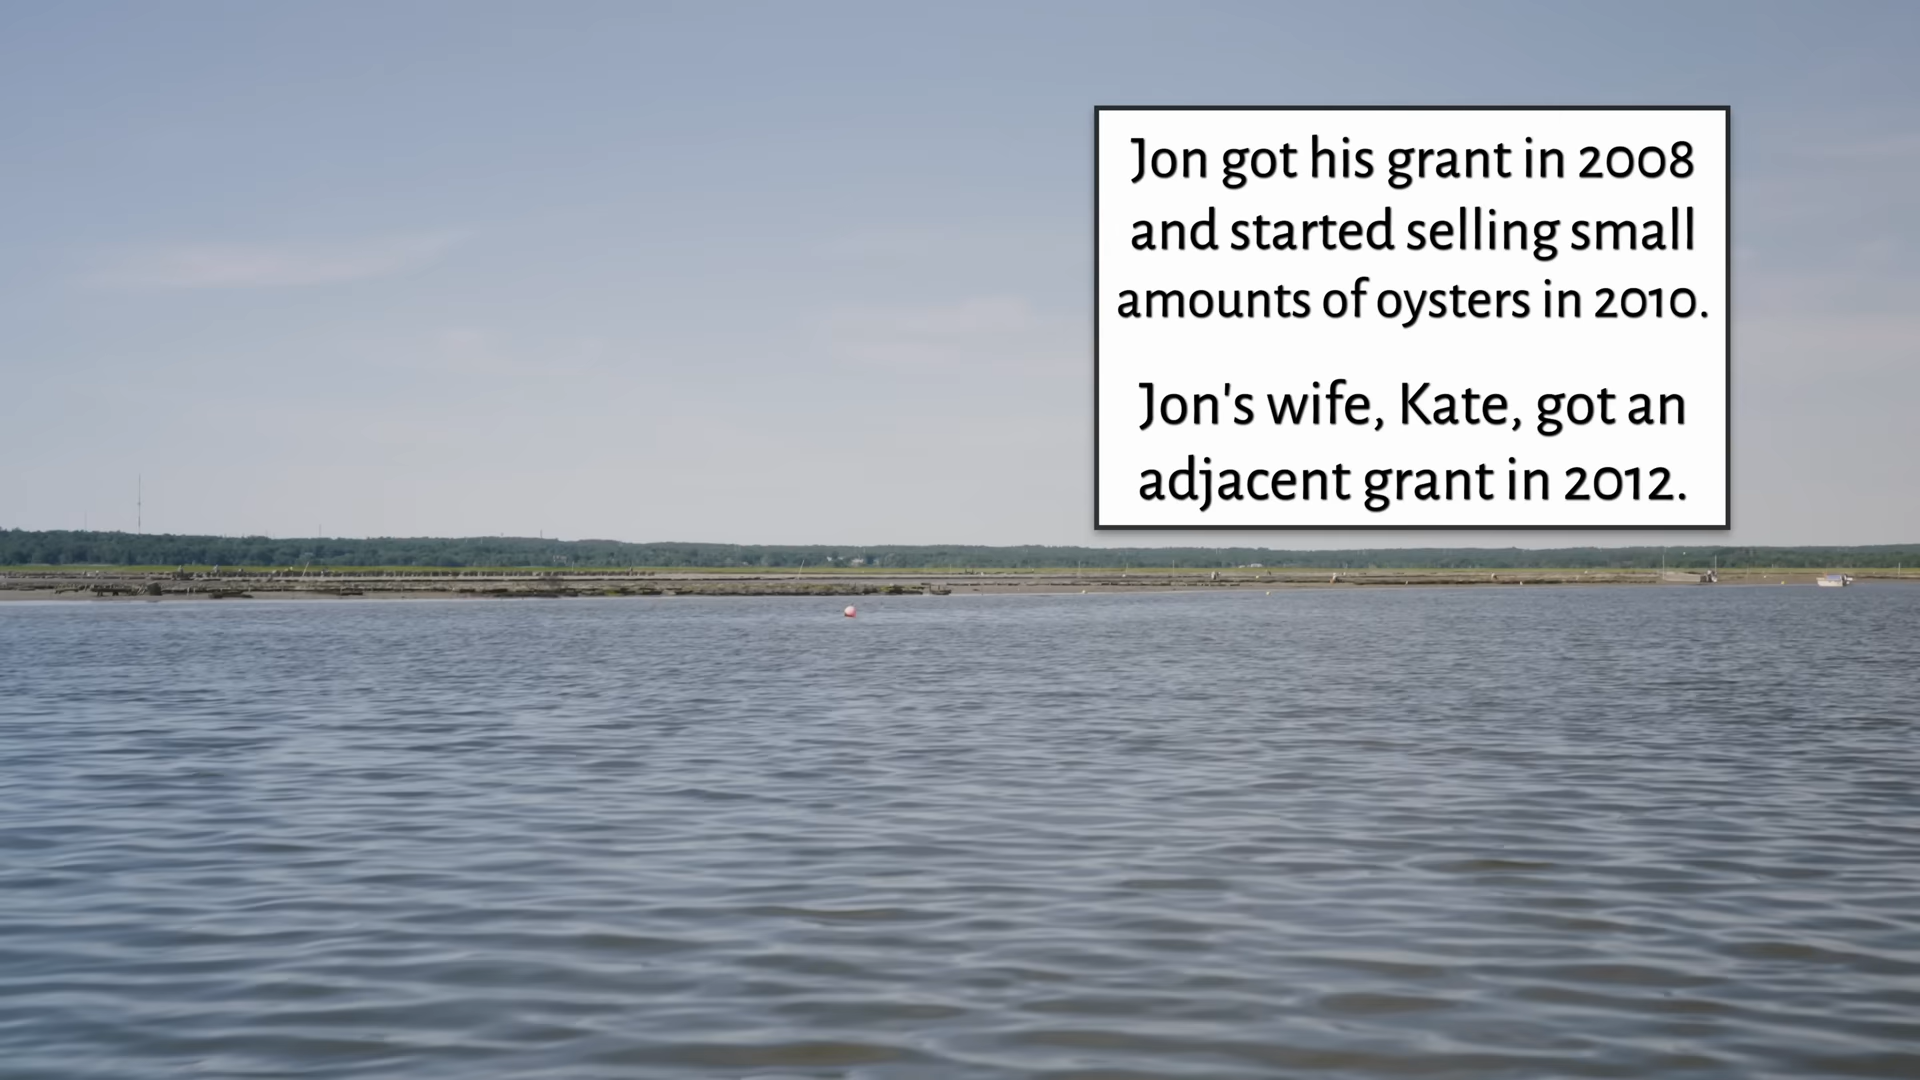 Jon got his grant in 2008
and started selling small
amounts of oysters in 2010.
Jon's wife, Kate, got an
adjacent grant in 2012.